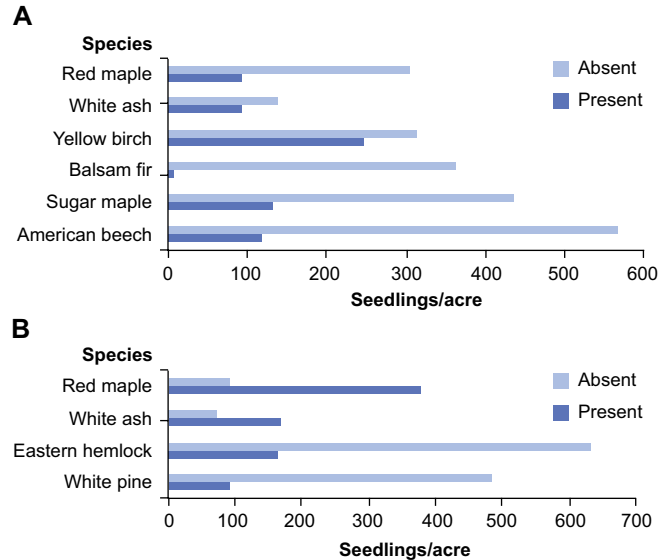 A
Species
Red maple
White ash
Yellow birch
Balsam fir
Sugar maple
American beech
Absent
Present
0 100 200 300 400 500 600
Seedlings/acre
B
Species
Red maple
White ash
Eastern hemlock
White pine
Absent
Present
0 100 200 300 400 500 600 700
Seedlings/acre